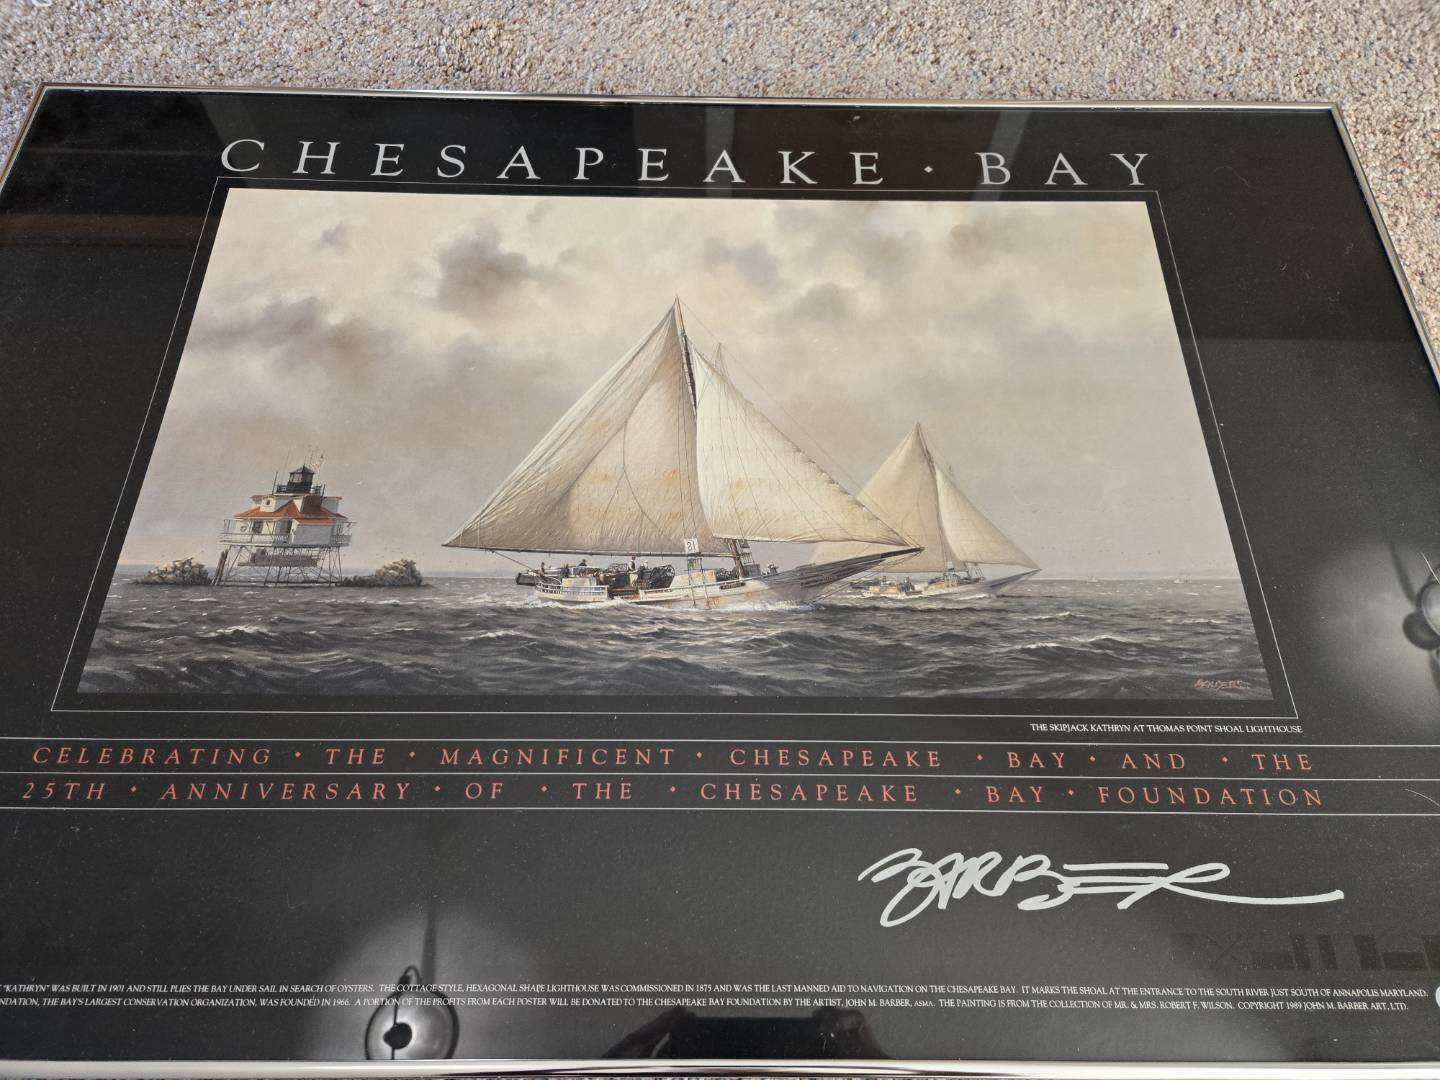 CHESAPEAKE · BAY
21
BARBER
THE SKIPJACK KATHRYN AT THOMAS POINT SHOAL LIGHTHOUSE
CELEBRATING · THE · MAGNIFICENT · CHESAPEAKE · BAY · AND · THE
25TH · ANNIVERSARY · OF · THE · CHESAPEAKE · BAY · FOUNDATION
BARBER
"KATHRYN" WAS BUILT IN 1901 AND STILL PLIES THE BAY UNDER SAIL IN SEARCH OF OYSTERS. THE COTTAGE STYLE, HEXAGONAL SHAPE LIGHTHOUSE WAS COMMISSIONED IN 1875 AND WAS THE LAST MANNED AID TO NAVIGATION ON THE CHESAPEAKE BAY. IT MARKS THE SHOAL AT THE ENTRANCE TO THE SOUTH RIVER JUST SOUTH OF ANNAPOLIS MARYLAND.
NDATION, THE BAY'S LARGEST CONSERVATION ORGANIZATION, WAS FOUNDED IN 1966. A PORTION OF THE PROFITS FROM EACH POSTER WILL BE DONATED TO THE CHESAPEAKE BAY FOUNDATION BY THE ARTIST, JOHN M. BARBER, ASMA. THE PAINTING IS FROM THE COLLECTION OF MR. & MRS. ROBERT F. WILSON. COPYRIGHT 1989 JOHN M. BARBER ART, LTD.